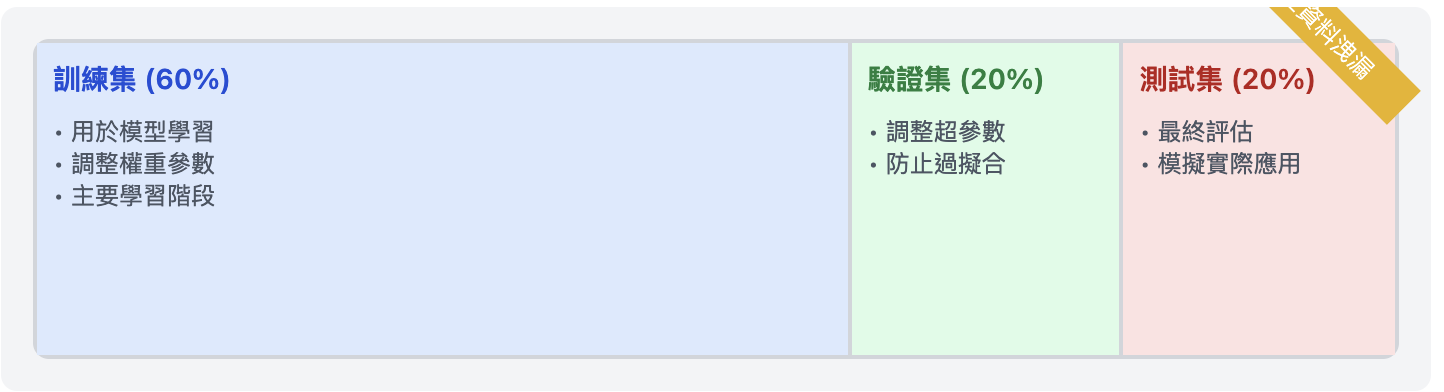 訓練集 (60%)
• 用於模型學習
• 調整權重參數
• 主要學習階段
驗證集 (20%)
• 調整超參數
• 防止過擬合
測試集 (20%)
• 最終評估
• 模擬實際應用
資料洩漏